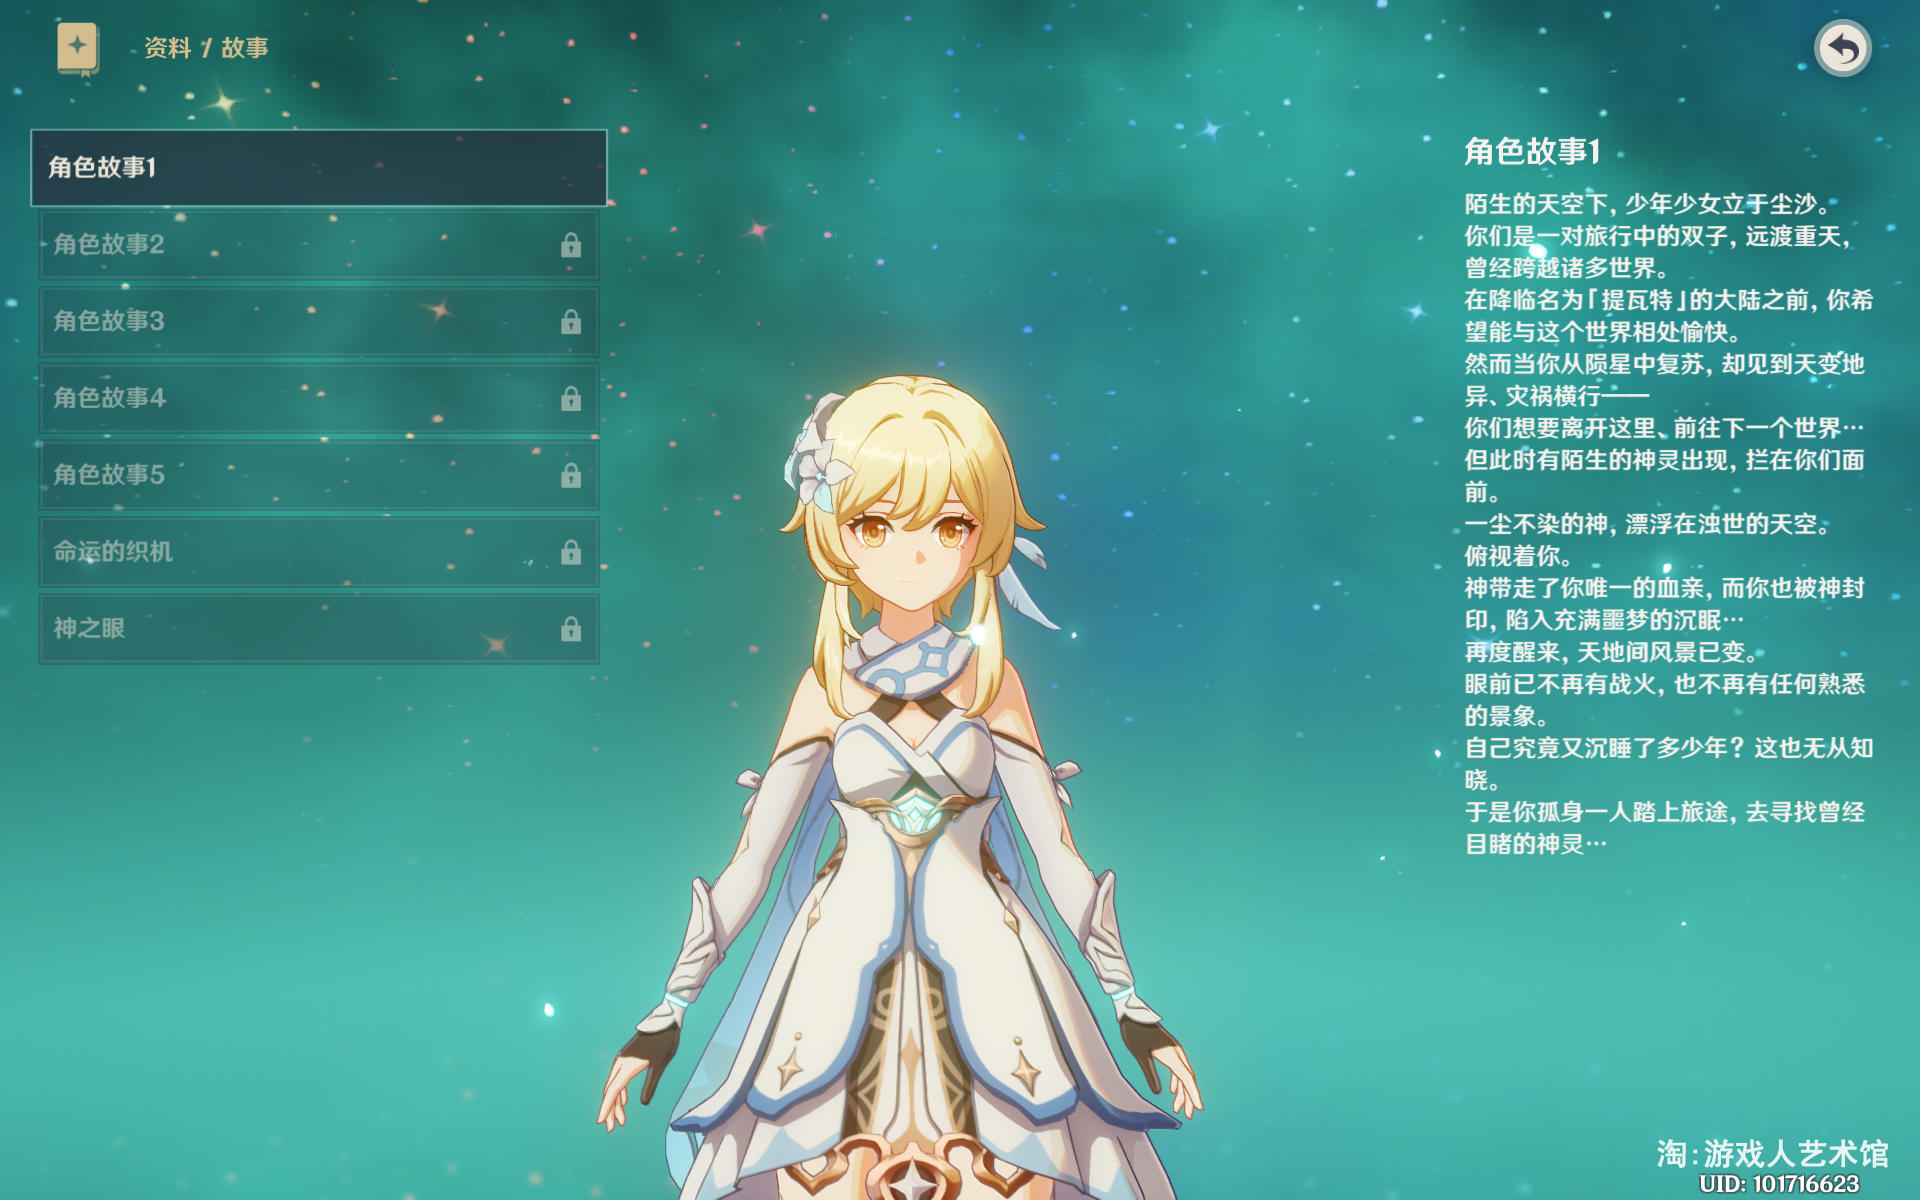 资料 / 故事
角色故事1
角色故事2
角色故事3
角色故事4
角色故事5
命运的织机
神之眼
角色故事1
陌生的天空下，少年少女立于尘沙。
你们是一对旅行中的双子，远渡重天，
曾经跨越诸多世界。
在降临名为「提瓦特」的大陆之前，你希
望能与这个世界相处愉快。
然而当你从陨星中复苏，却见到天变地
异、灾祸横行——
你们想要离开这里、前往下一个世界…
但此时有陌生的神灵出现，拦在你们面
前。
一尘不染的神，漂浮在浊世的天空。
俯视着你。
神带走了你唯一的血亲，而你也被神封
印，陷入充满噩梦的沉眠…
再度醒来，天地间风景已变。
眼前已不再有战火，也不再有任何熟悉
的景象。
自己究竟又沉睡了多少年？这也无从知
晓。
于是你孤身一人踏上旅途，去寻找曾经
目睹的神灵…
淘:游戏人艺术馆
UID: 101716623